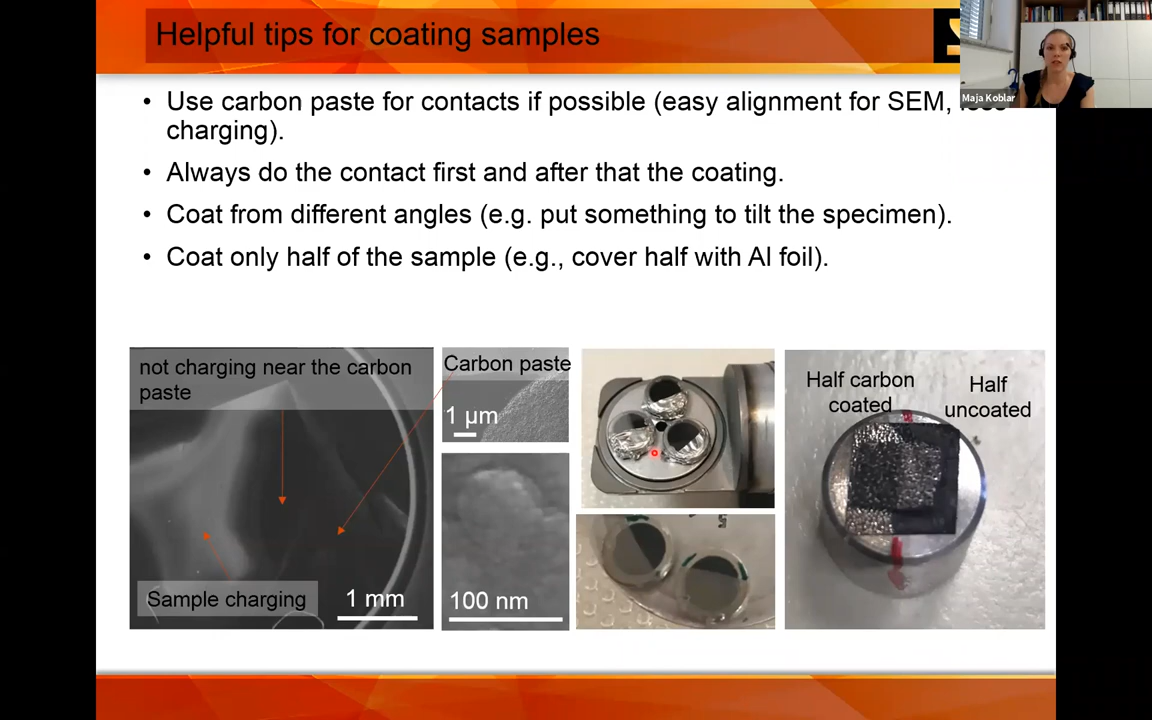 Helpful tips for coating samples
Maja Koblar
• Use carbon paste for contacts if possible (easy alignment for SEM,
charging).
• Always do the contact first and after that the coating.
• Coat from different angles (e.g. put something to tilt the specimen).
• Coat only half of the sample (e.g., cover half with Al foil).
not charging near the carbon
paste
Sample charging
1 mm
Carbon paste
1 µm
100 nm
Half carbon
coated
Half
uncoated